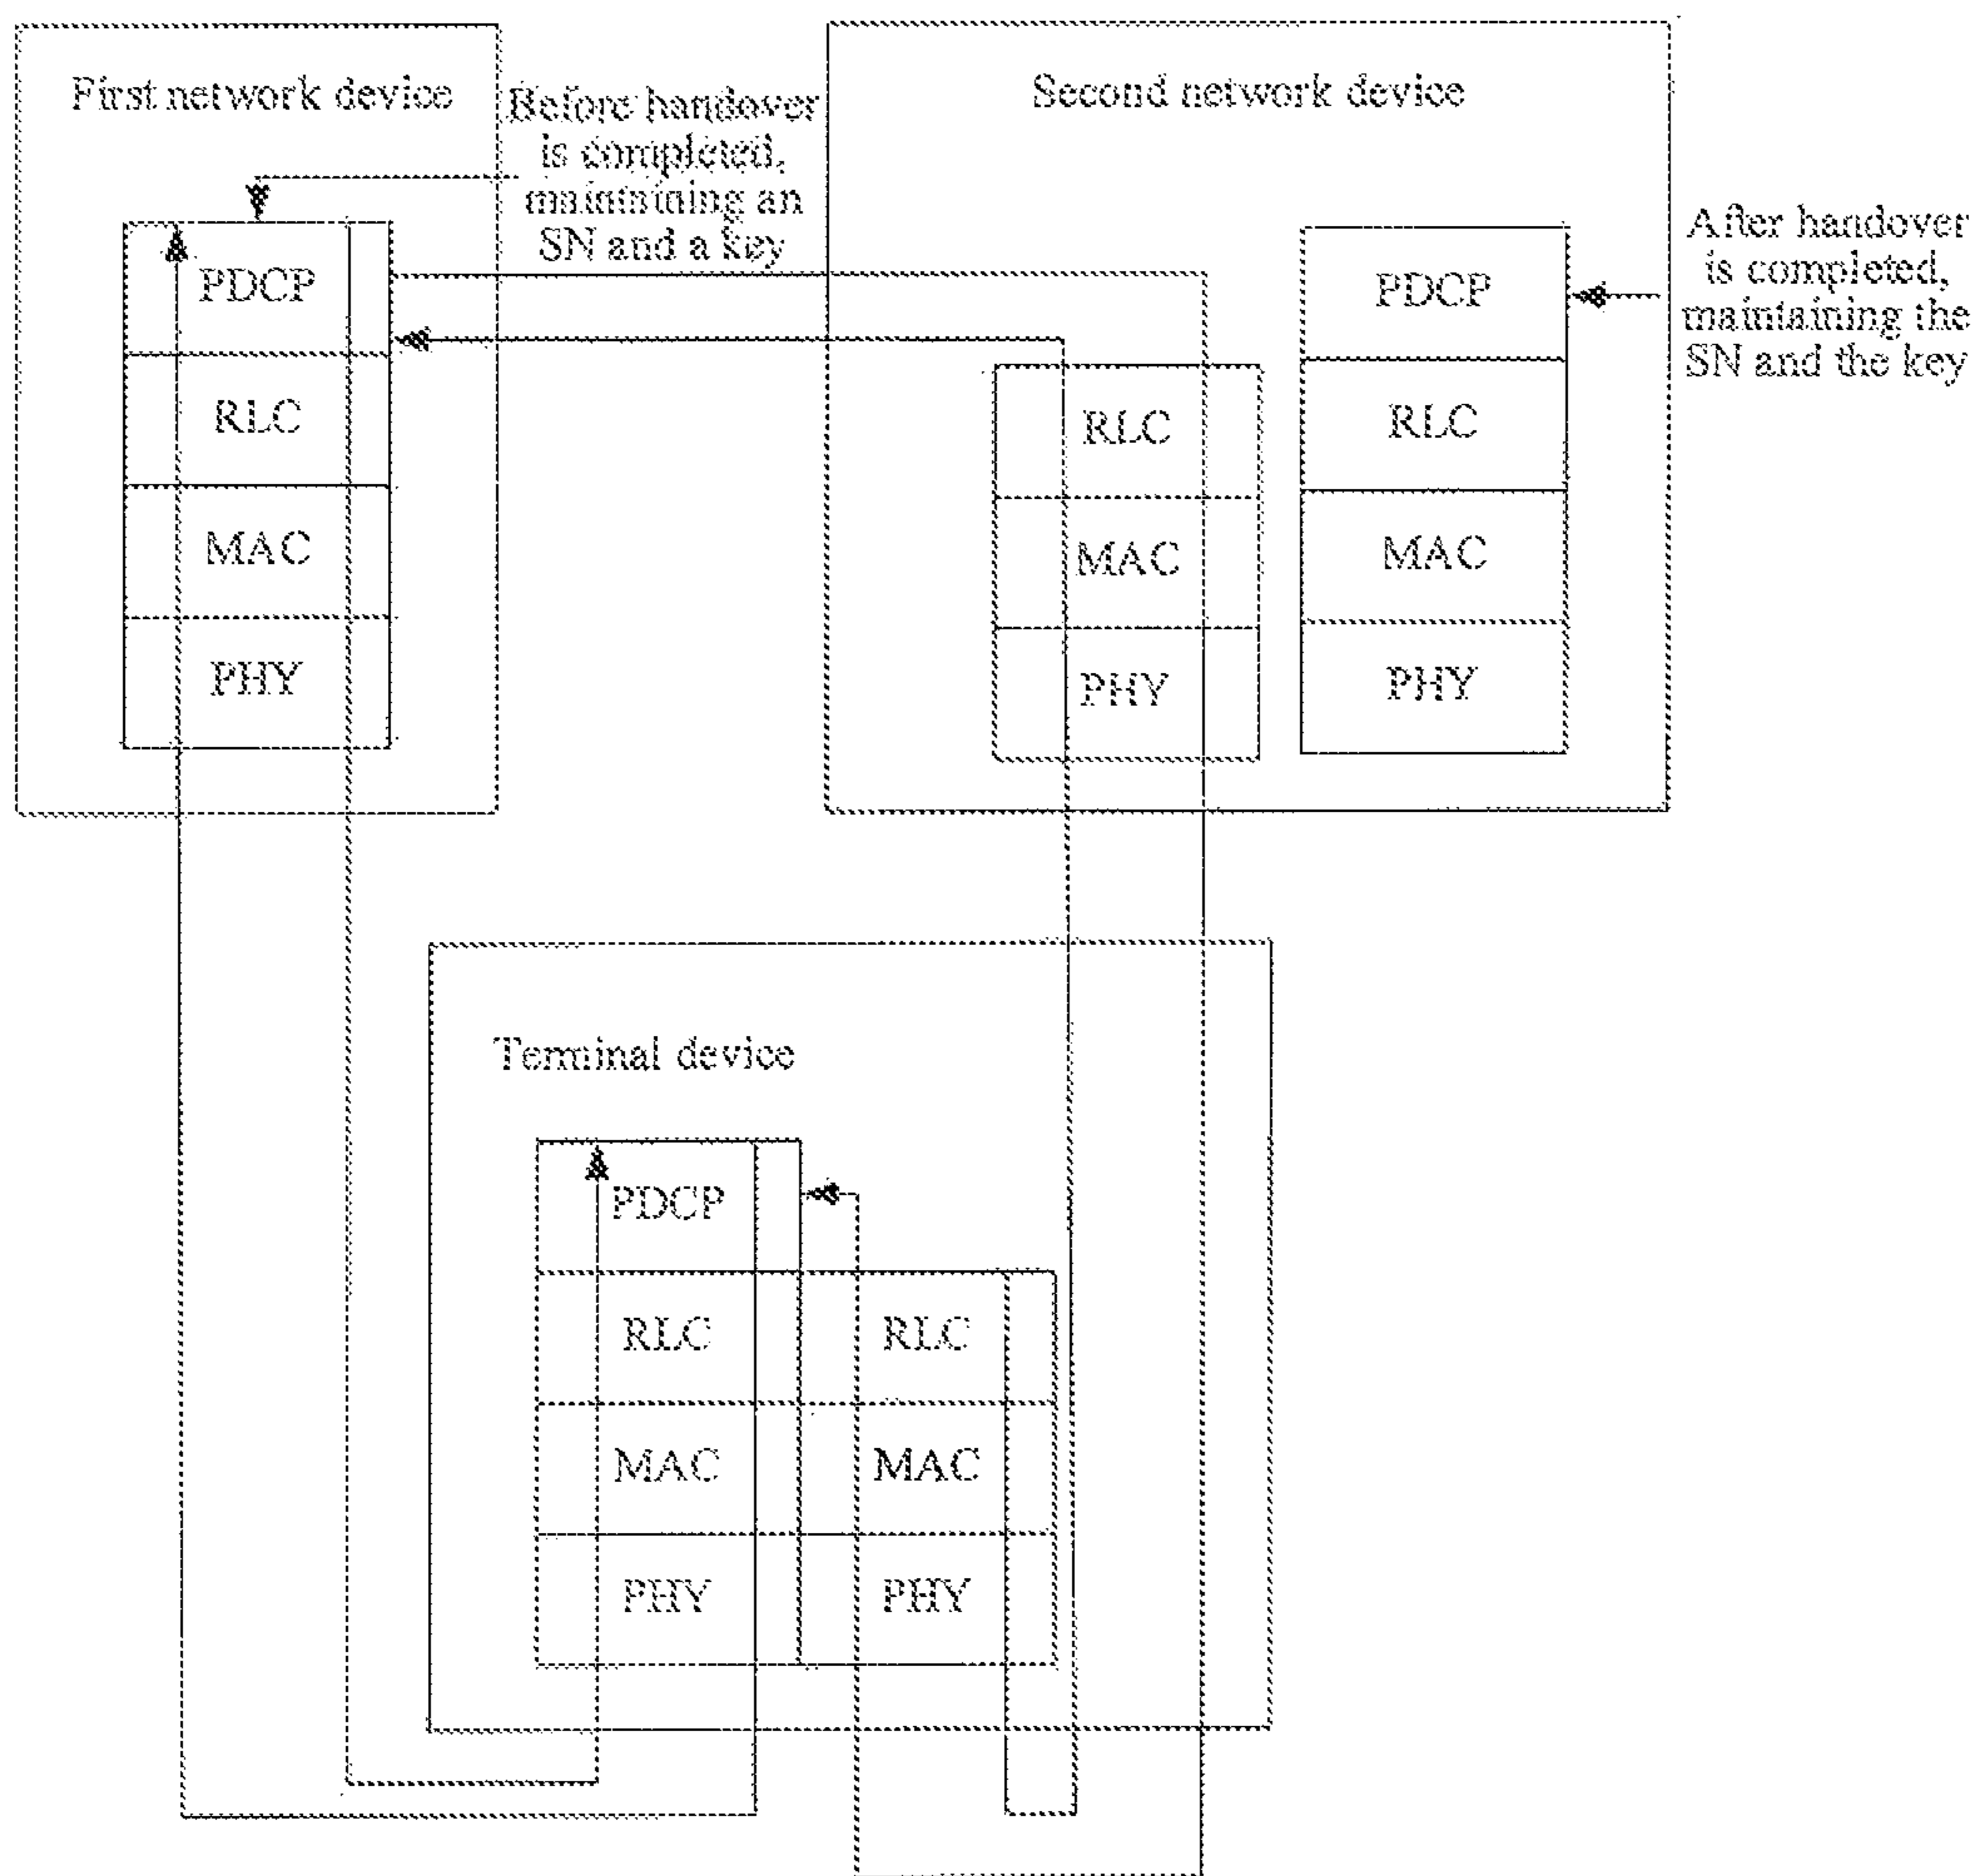 First network device
Before handover
is completed,
maintaining an
SN and a key
PDCP
RLC
MAC
PHY
Second network device
RLC
MAC
PHY
PDCP
RLC
MAC
PHY
After handover
is completed,
maintaining the
SN and the key
Terminal device
PDCP
RLC
RLC
MAC
MAC
PHY
PHY